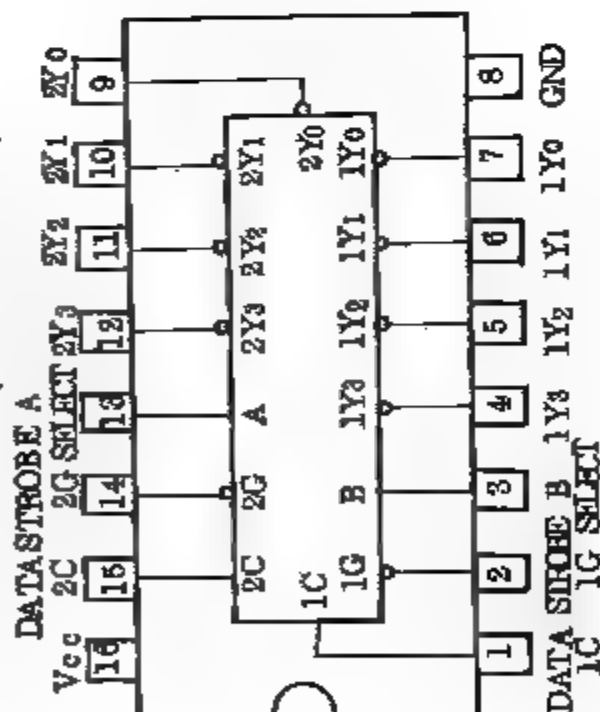 DATA STROBE A
Vcc 2C 2G SELECT 2Y3 2Y2 2Y1 2Y0
16 15 14 13 12 11 10 9
2C 2G A 2Y3 2Y2 2Y1
1C 2Y0
1G B 1Y3 1Y2 1Y1 1Y0
1 2 3 4 5 6 7 8
DATA STROBE B 1Y3 1Y2 1Y1 1Y0 GND
1C 1G SELECT